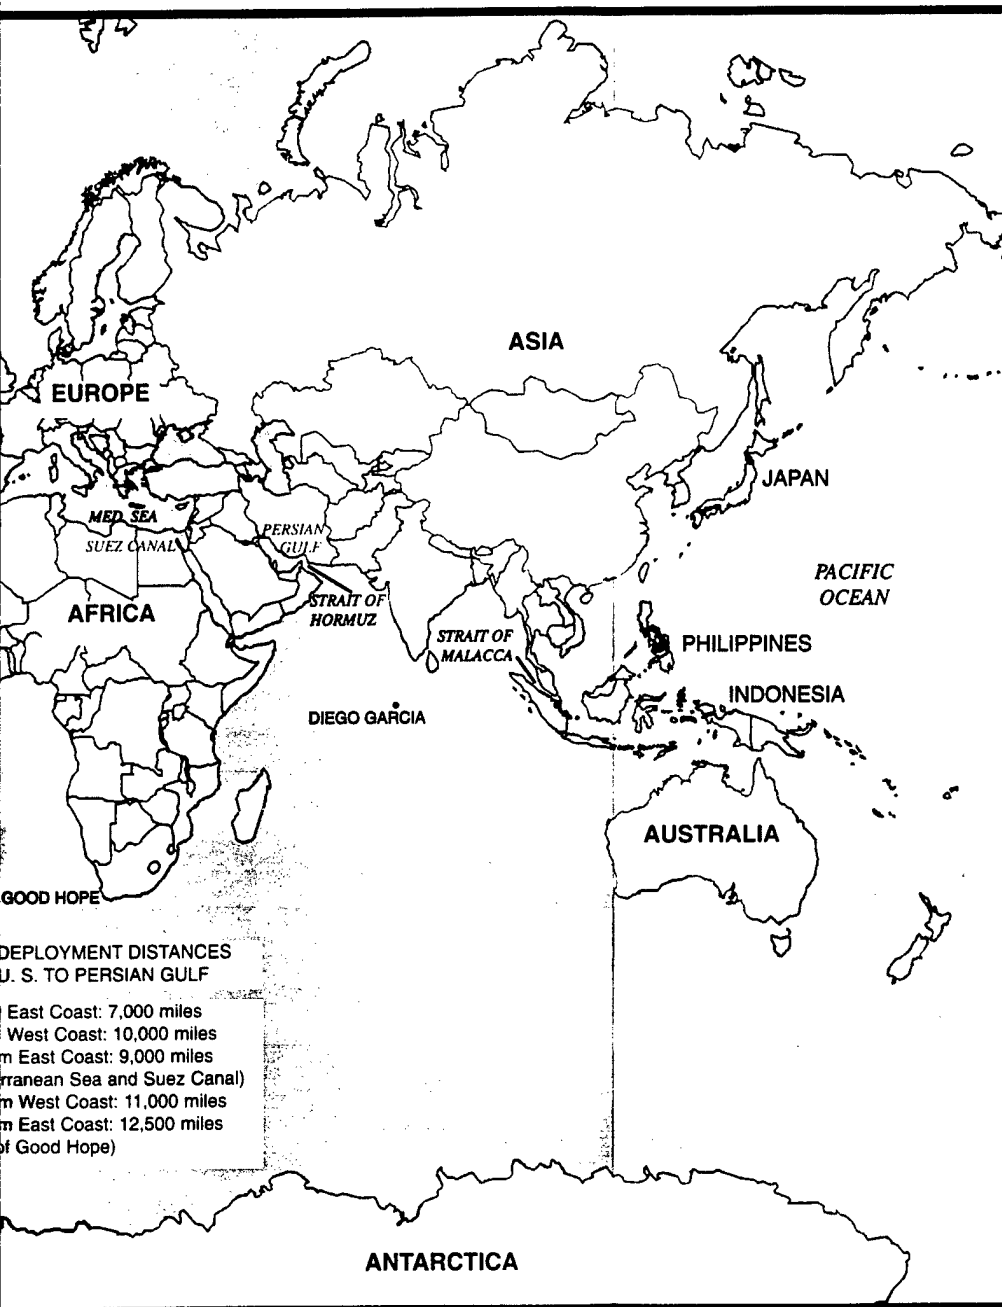 ASIA
EUROPE
JAPAN
MED. SEA
SUEZ CANAL
PERSIAN
GULF
PACIFIC
OCEAN
STRAIT OF
HORMUZ
AFRICA
STRAIT OF
MALACCA
PHILIPPINES
INDONESIA
DIEGO GARCIA
AUSTRALIA
GOOD HOPE
DEPLOYMENT DISTANCES
U. S. TO PERSIAN GULF
East Coast: 7,000 miles
West Coast: 10,000 miles
m East Coast: 9,000 miles
rranean Sea and Suez Canal)
m West Coast: 11,000 miles
m East Coast: 12,500 miles
of Good Hope)
ANTARCTICA